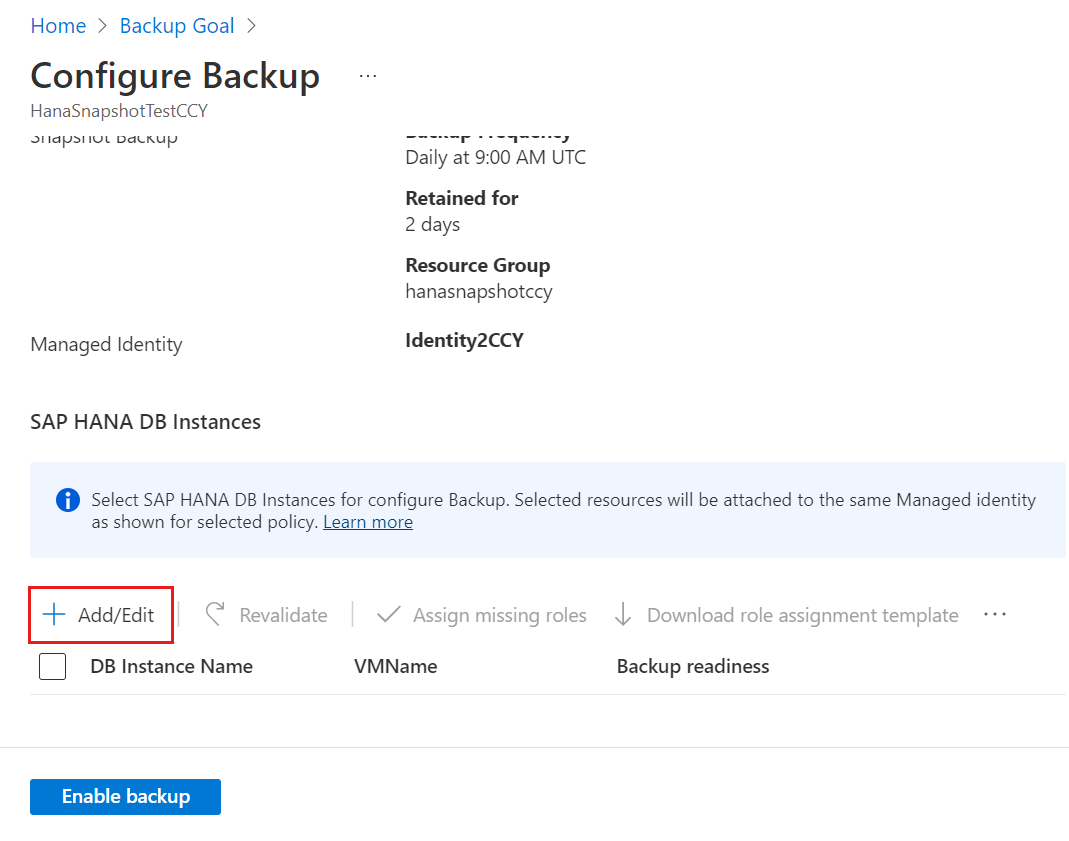 Home > Backup Goal >
Configure Backup ...
HanaSnapshotTestCCY
Snapshot Backup
Backup Frequency
Daily at 9:00 AM UTC
Retained for
2 days
Resource Group
hanasnapshotccy
Managed Identity
Identity2CCY
SAP HANA DB Instances
Select SAP HANA DB Instances for configure Backup. Selected resources will be attached to the same Managed identity
as shown for selected policy. Learn more
Add/Edit Revalidate Assign missing roles Download role assignment template ...
DB Instance Name VMName Backup readiness
Enable backup